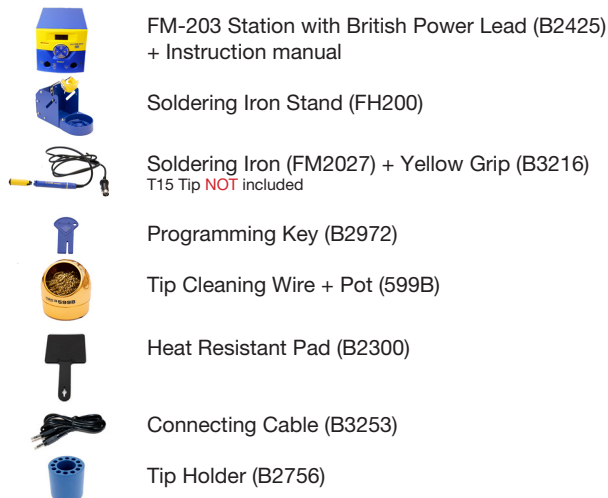 FM-203 Station with British Power Lead (B2425)
+ Instruction manual
Soldering Iron Stand (FH200)
Soldering Iron (FM2027) + Yellow Grip (B3216)
T15 Tip NOT included
Programming Key (B2972)
Tip Cleaning Wire + Pot (599B)
599B
Heat Resistant Pad (B2300)
Connecting Cable (B3253)
Tip Holder (B2756)